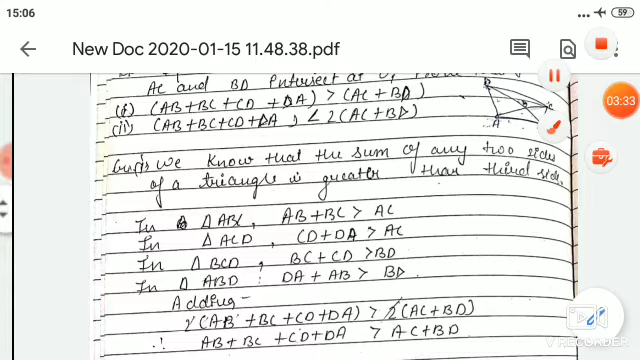 15:06
59
New Doc 2020-01-15 11.48.38.pdf
03:33
AC and BD Intersect at O,
(i) (AB+BC+CD+DA) > (AC+BD)
(ii) (AB+BC+CD+DA) < 2(AC+BD)
We know that the sum of any two sides
of a triangle is greater than third side.
In Δ ABC, AB+BC > AC
In Δ ACD, CD+DA > AC
In Δ BCD, BC+CD >BD
In Δ ABD: DA+AB > BD
Adding-
2(AB+BC+CD+DA) > 2(AC+BD)
∴ AB+BC+CD+DA > AC+BD
V RECORDER